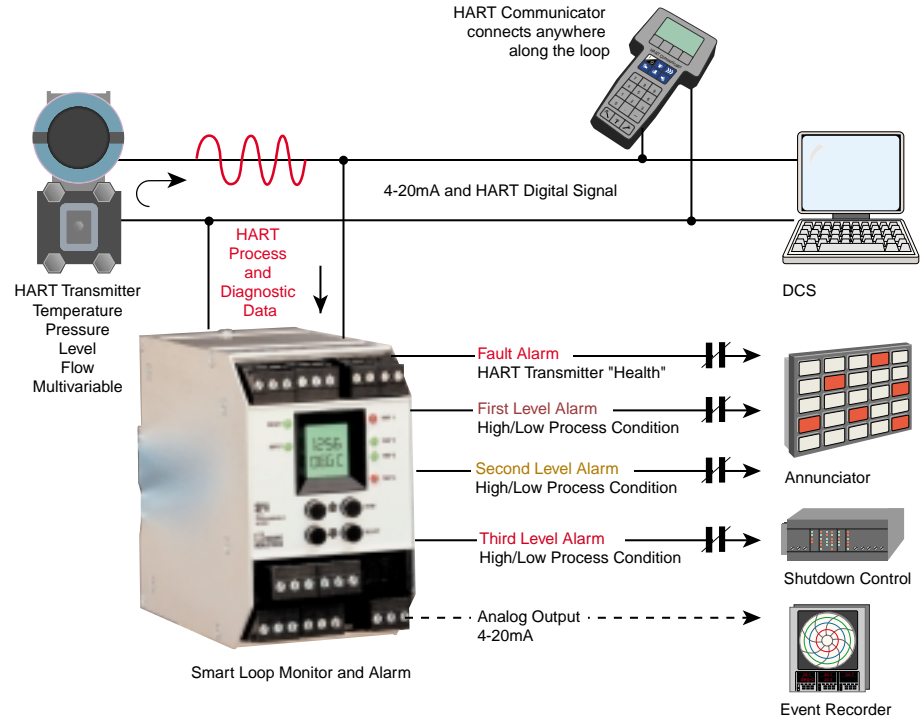 HART Communicator
connects anywhere
along the loop
4-20mA and HART Digital Signal
HART
Process
and
Diagnostic
Data
HART Transmitter
Temperature
Pressure
Level
Flow
Multivariable
DCS
Fault Alarm
HART Transmitter "Health"
First Level Alarm
High/Low Process Condition
Second Level Alarm
High/Low Process Condition
Annunciator
Third Level Alarm
High/Low Process Condition
Shutdown Control
Analog Output
4-20mA
1256
DEGC
Smart Loop Monitor and Alarm
Event Recorder